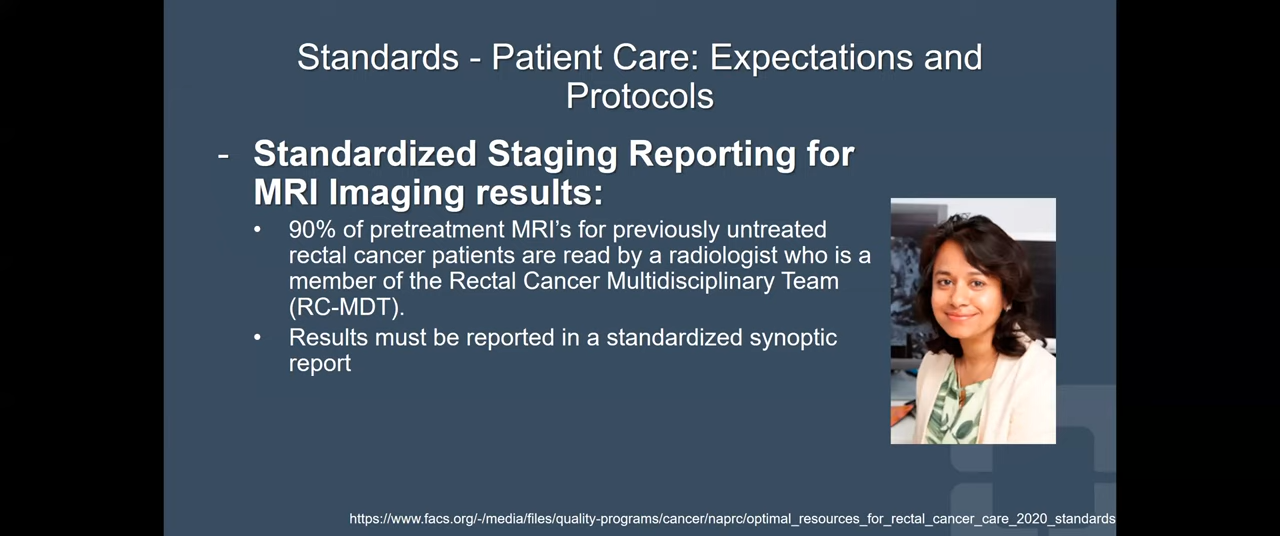 Standards - Patient Care: Expectations and
Protocols
- Standardized Staging Reporting for
MRI Imaging results:
• 90% of pretreatment MRI's for previously untreated
rectal cancer patients are read by a radiologist who is a
member of the Rectal Cancer Multidisciplinary Team
(RC-MDT).
• Results must be reported in a standardized synoptic
report
https://www.facs.org/-/media/files/quality-programs/cancer/naprc/optimal_resources_for_rectal_cancer_care_2020_standards